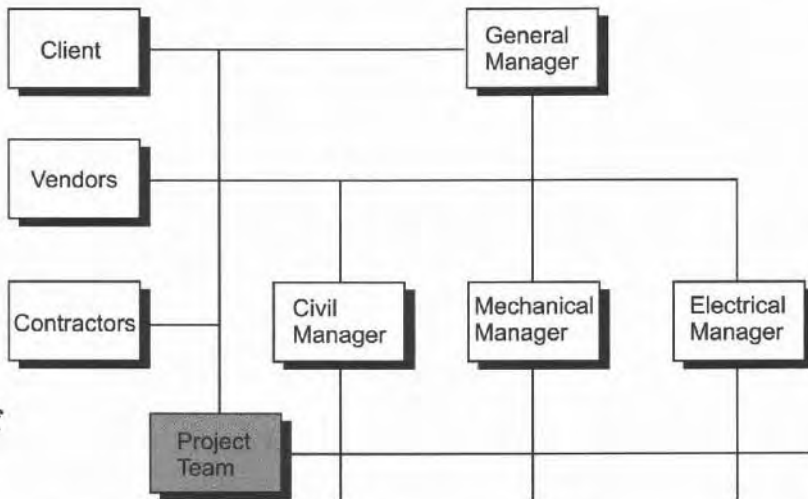 Client
General
Manager
Vendors
Contractors
Civil
Manager
Mechanical
Manager
Electrical
Manager
Project
Team